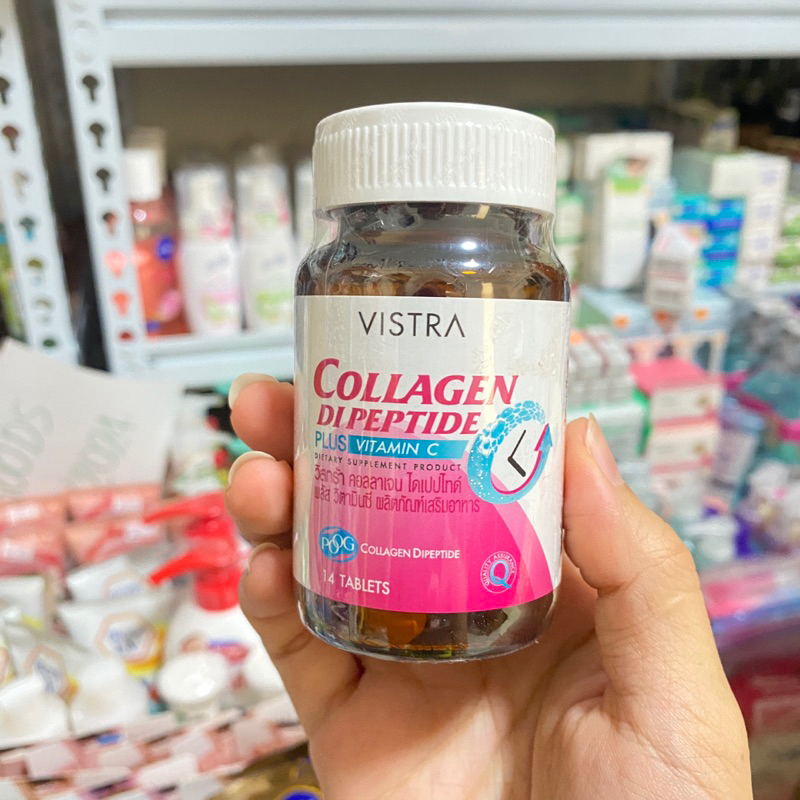 VISTRA
COLLAGEN
DI PEPTIDE
PLUS VITAMIN C
DIETARY SUPPLEMENT PRODUCT
วิสทร้า คอลลาเจน ไดเปปไทด์
พลัส วิตามินซี ผลิตภัณฑ์เสริมอาหาร
POOG COLLAGEN DIPEPTIDE
14 TABLETS
QUALITY ASSURANCE
Q